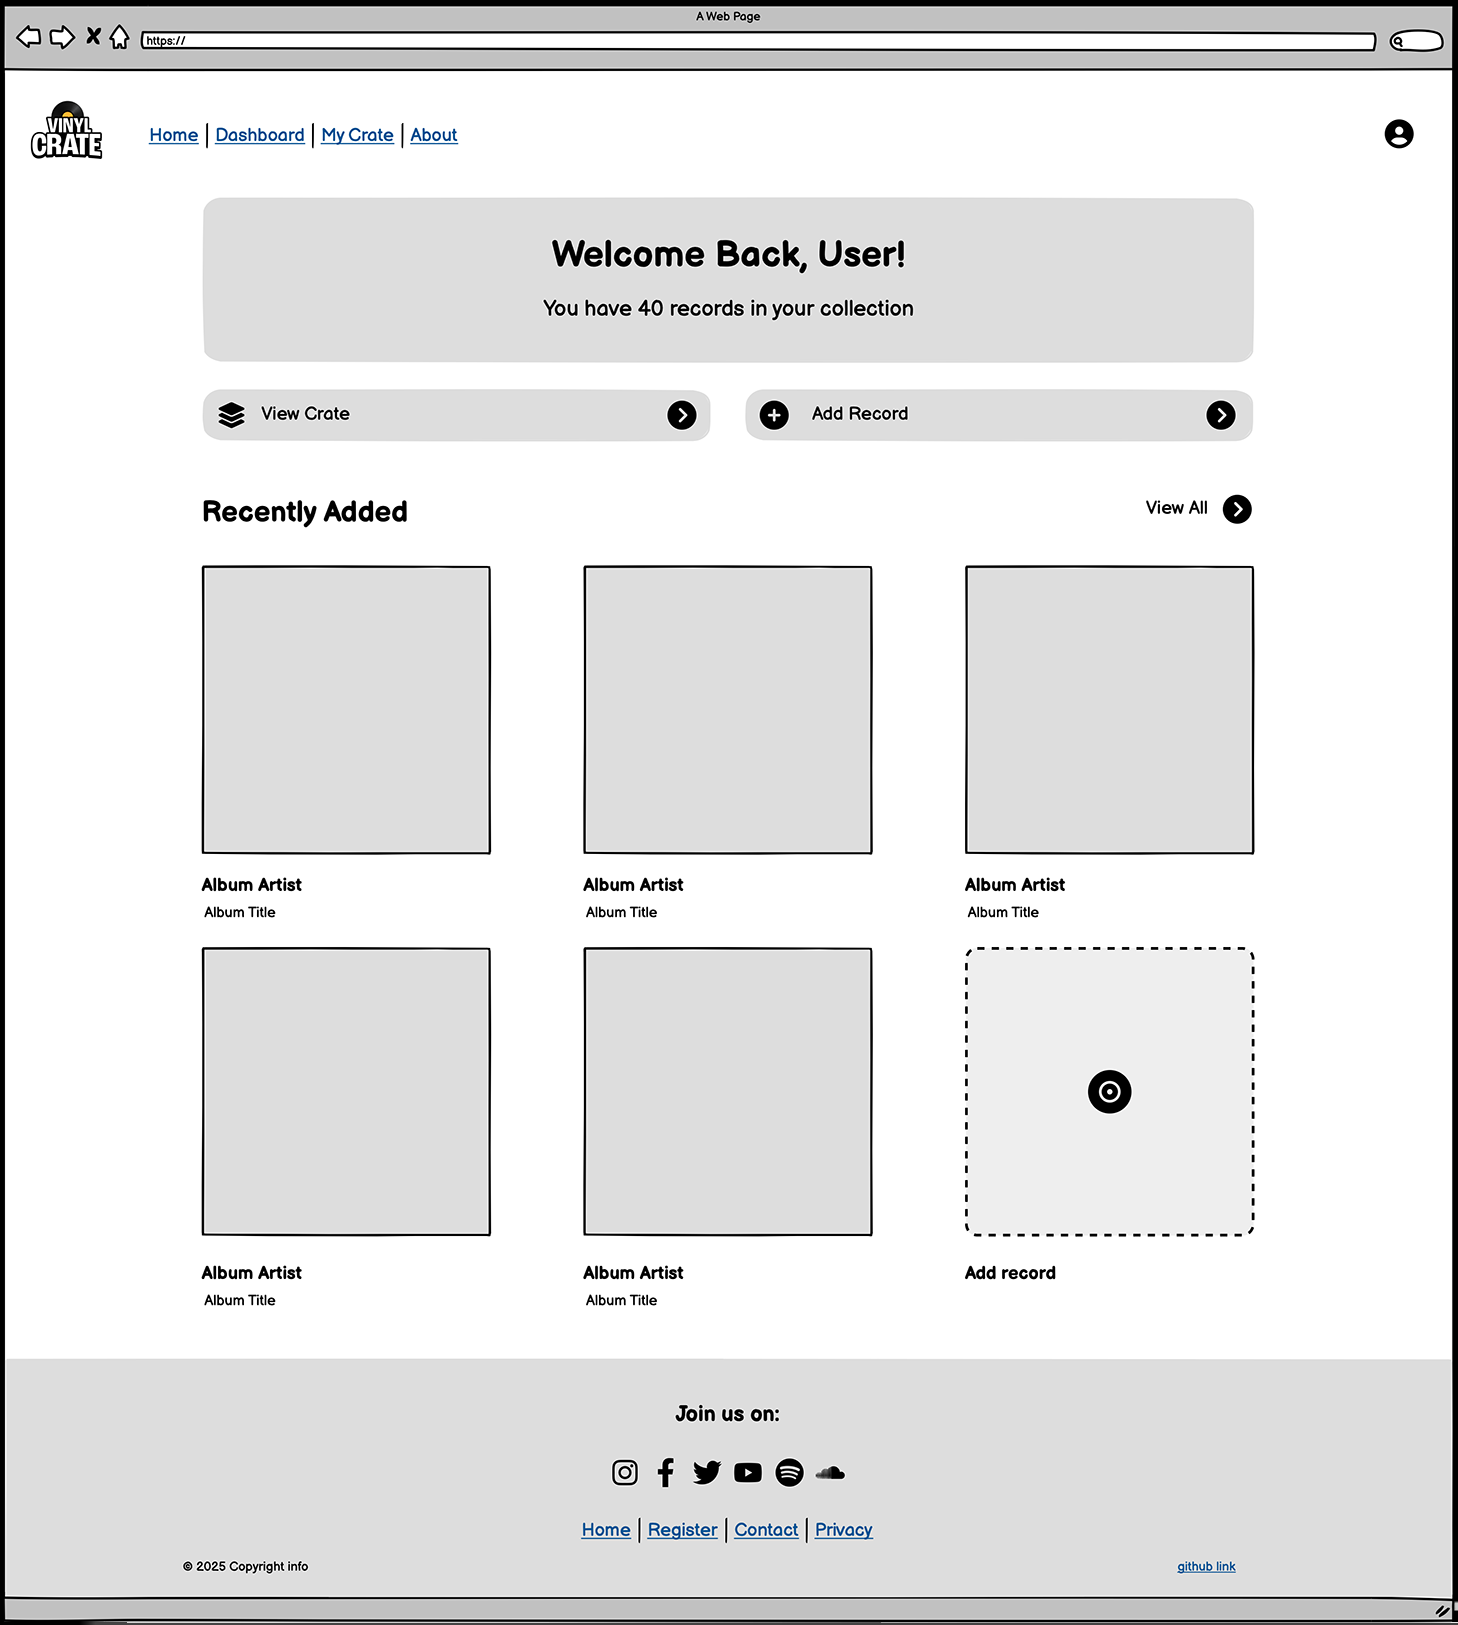 A Web Page
https://
VINYL
CRATE
Home | Dashboard | My Crate | About
Welcome Back, User!
You have 40 records in your collection
View Crate
Add Record
Recently Added
View All
Album Artist
Album Title
Album Artist
Album Title
Album Artist
Album Title
Album Artist
Album Title
Album Artist
Album Title
Add record
Join us on:
Home | Register | Contact | Privacy
© 2025 Copyright info
github link